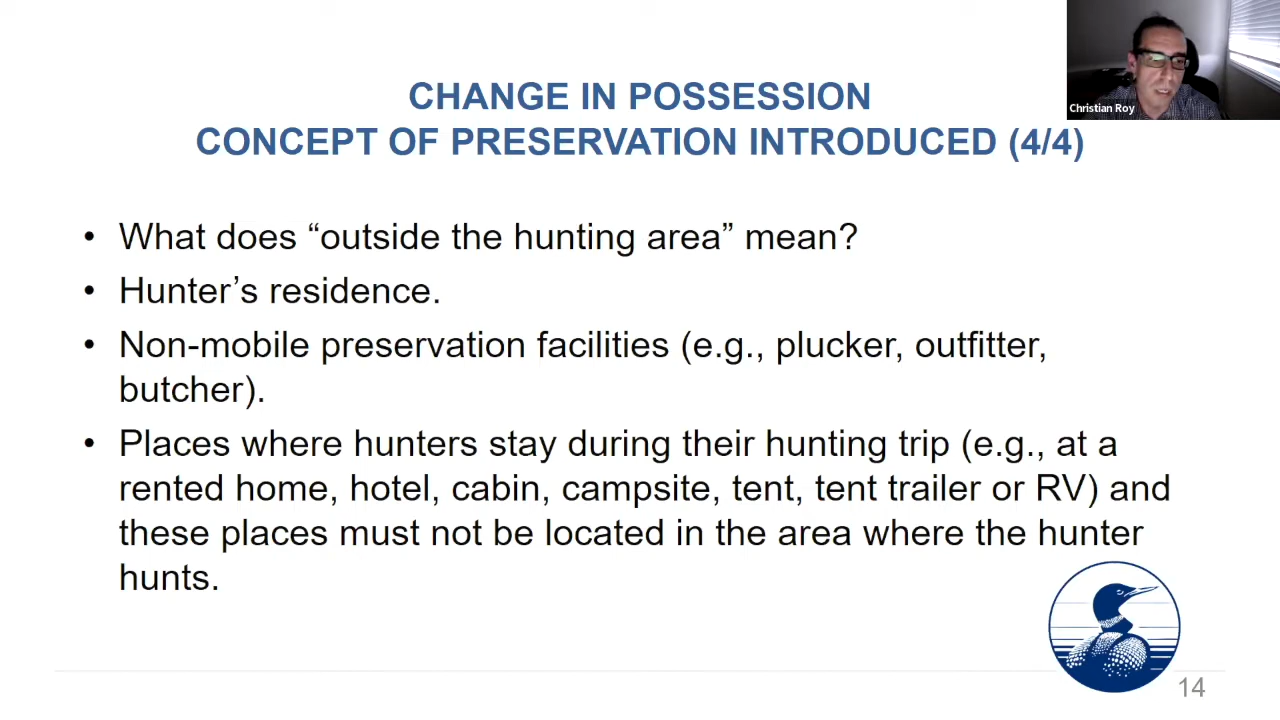 CHANGE IN POSSESSION
CONCEPT OF PRESERVATION INTRODUCED (4/4)
Christian Roy
• What does “outside the hunting area” mean?
• Hunter’s residence.
• Non-mobile preservation facilities (e.g., plucker, outfitter,
butcher).
• Places where hunters stay during their hunting trip (e.g., at a
rented home, hotel, cabin, campsite, tent, tent trailer or RV) and
these places must not be located in the area where the hunter
hunts.
14